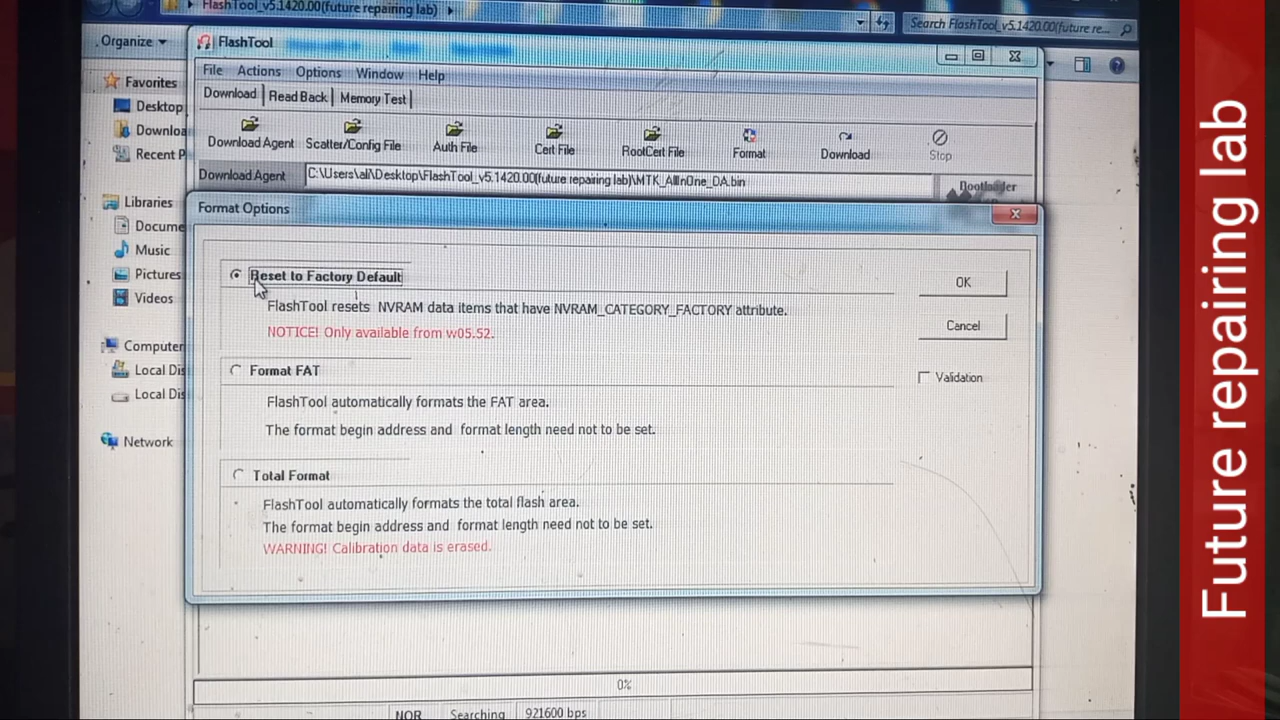 FlashTool_v5.1420.00(future repairing lab)
Search FlashTool_v5.1420.00(future re...
Organize
FlashTool
File Actions Options Window Help
Download Read Back Memory Test
Download Agent Scatter/Config File Auth File Cert File RootCert File Format Download Stop
Download Agent C:\Users\ali\Desktop\FlashTool_v5.1420.00(future repairing lab)\MTK_AllInOne_DA.bin
Bootloader
Favorites
Desktop
Downloa
Recent P
Libraries
Docume
Music
Pictures
Videos
Computer
Local Dis
Local Dis
Network
Format Options
Reset to Factory Default
FlashTool resets NVRAM data items that have NVRAM_CATEGORY_FACTORY attribute.
NOTICE! Only available from w05.52.
OK
Cancel
Validation
Format FAT
FlashTool automatically formats the FAT area.
The format begin address and format length need not to be set.
Total Format
FlashTool automatically formats the total flash area.
The format begin address and format length need not to be set.
WARNING! Calibration data is erased.
0%
NOR Searching 921600 bps
Future repairing lab